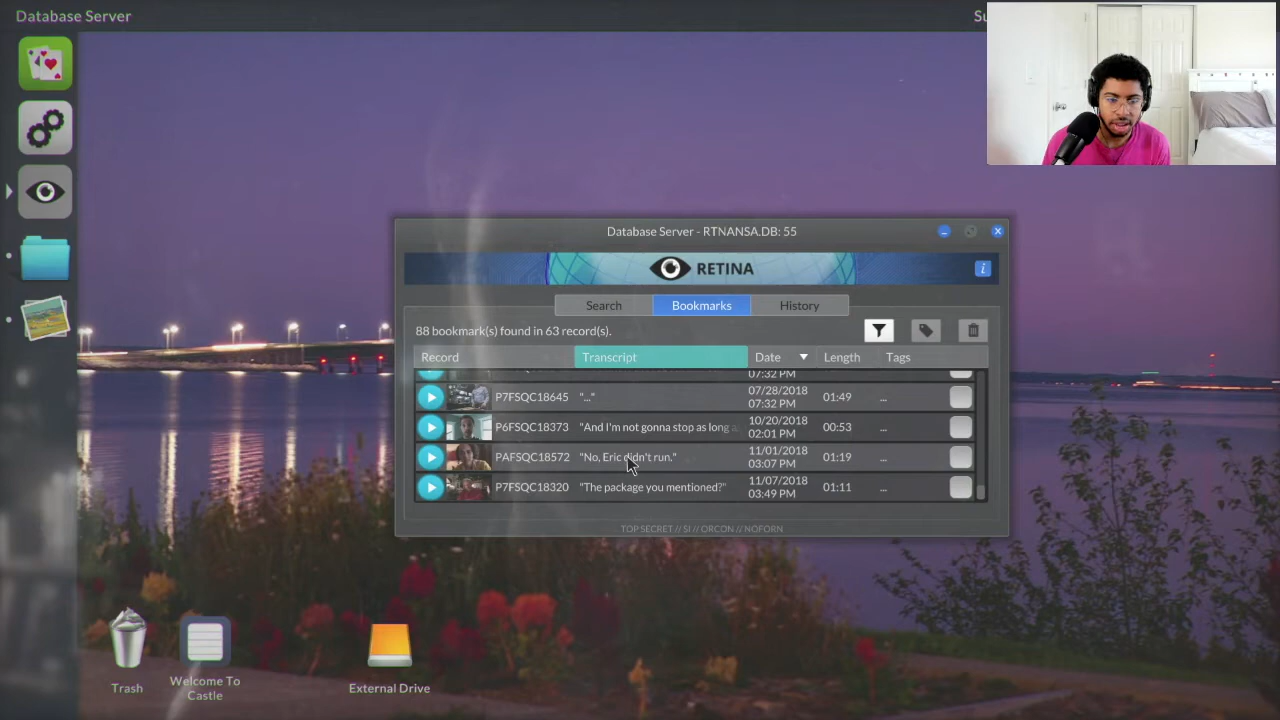 Database Server
Su
Database Server - RTNANSA.DB: 55
RETINA
i
Search Bookmarks History
88 bookmark(s) found in 63 record(s).
Record Transcript Date Length Tags
07:32 PM
P7FSQC18645 "..." 07/28/2018 01:49 ...
07:32 PM
P6FSQC18373 "And I'm not gonna stop as long 10/20/2018 00:53 ...
02:01 PM
PAFSQC18572 "No, Eric didn't run." 11/01/2018 01:19 ...
03:07 PM
P7FSQC18320 "The package you mentioned?" 11/07/2018 01:11 ...
03:49 PM
TOP SECRET // SI // ORCON // NOFORN
Trash
Welcome To
Castle
External Drive